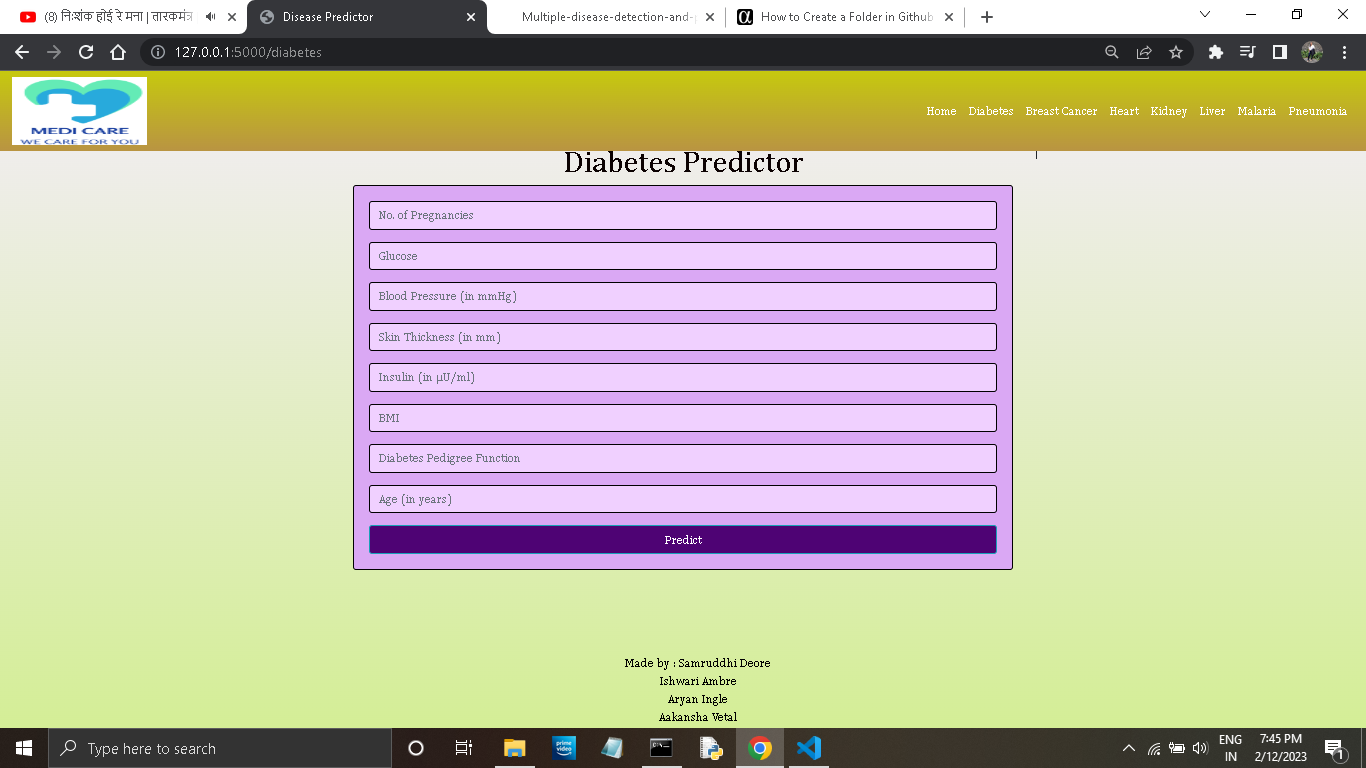 (8) निःशंक होई रे मना | तारकमंत्र
Disease Predictor
Multiple-disease-detection-and-p
How to Create a Folder in Github
127.0.0.1:5000/diabetes
MEDI CARE
WE CARE FOR YOU
Home Diabetes Breast Cancer Heart Kidney Liver Malaria Pneumonia
Diabetes Predictor
No. of Pregnancies
Glucose
Blood Pressure (in mmHg)
Skin Thickness (in mm)
Insulin (in μU/ml)
BMI
Diabetes Pedigree Function
Age (in years)
Predict
Made by : Samruddhi Deore
Ishwari Ambre
Aryan Ingle
Aakansha Vetal
Type here to search
prime video
ENG
IN
7:45 PM
2/12/2023
1